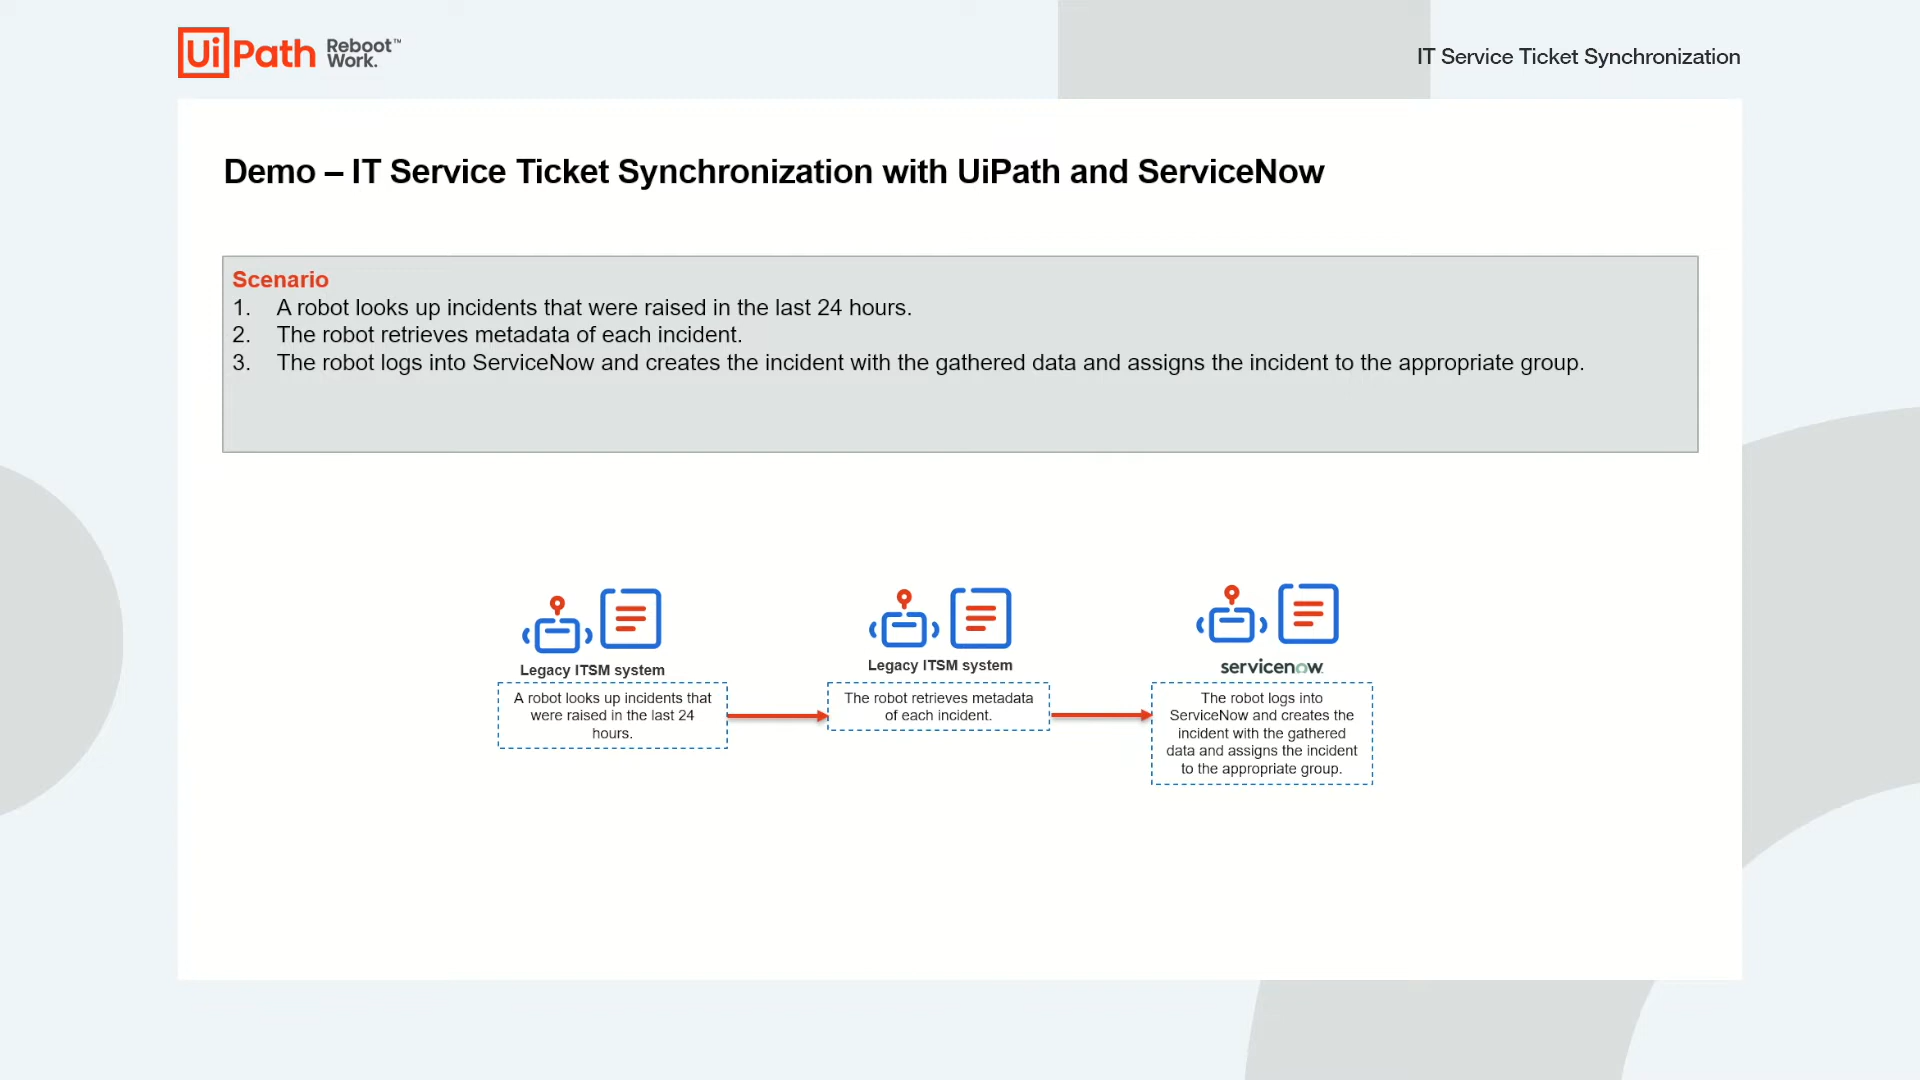 UiPath Reboot Work.™
IT Service Ticket Synchronization
Demo – IT Service Ticket Synchronization with UiPath and ServiceNow
Scenario
1. A robot looks up incidents that were raised in the last 24 hours.
2. The robot retrieves metadata of each incident.
3. The robot logs into ServiceNow and creates the incident with the gathered data and assigns the incident to the appropriate group.
Legacy ITSM system
A robot looks up incidents that
were raised in the last 24
hours.
Legacy ITSM system
The robot retrieves metadata
of each incident.
servicenow.
The robot logs into
ServiceNow and creates the
incident with the gathered
data and assigns the incident
to the appropriate group.